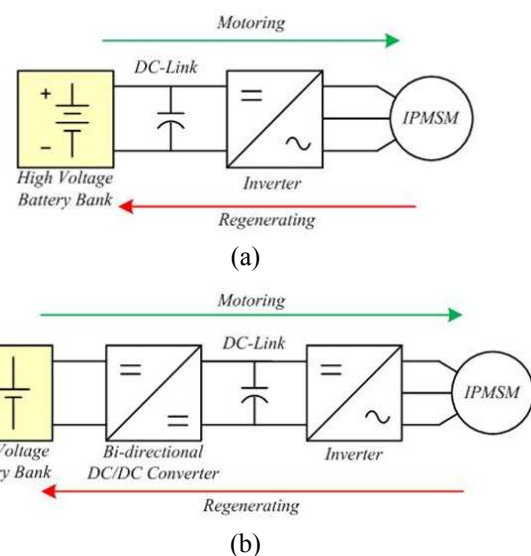 Motoring
DC-Link
+
−
IPMSM
High Voltage
Battery Bank
Inverter
Regenerating
(a)
Motoring
DC-Link
IPMSM
Voltage
Bank
Bi-directional
DC/DC Converter
Inverter
Regenerating
(b)